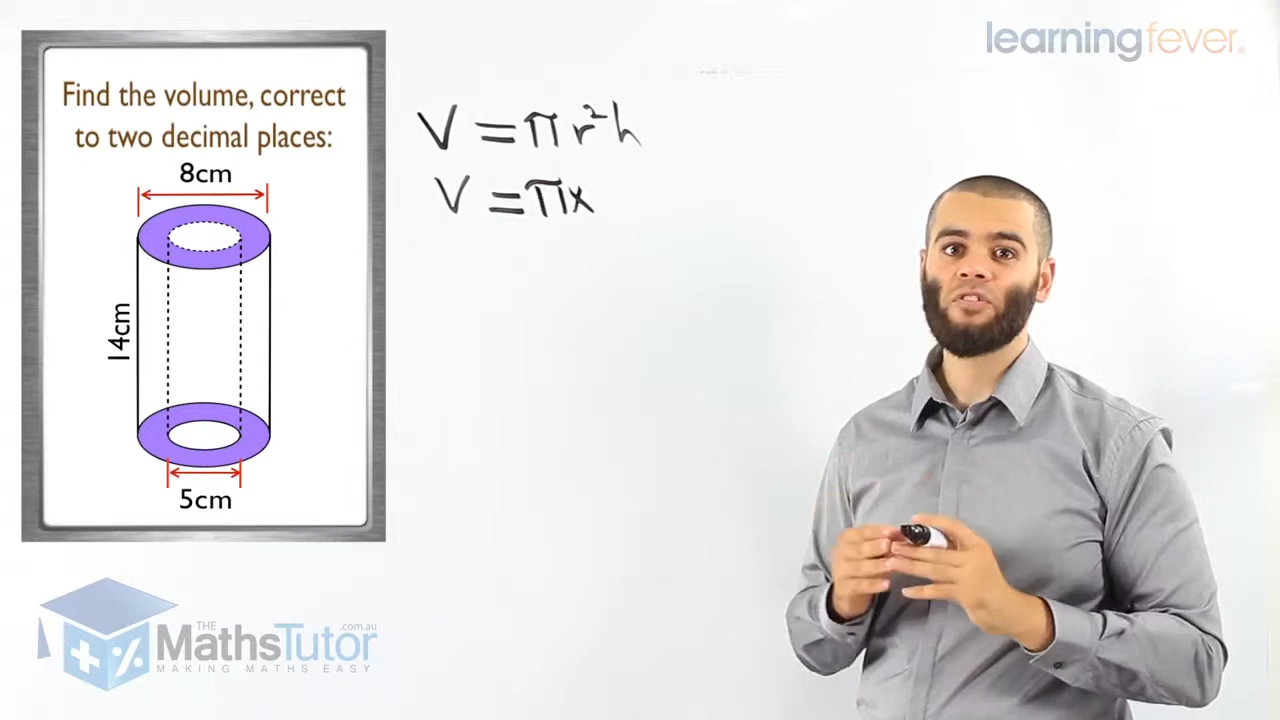 learningfever
Find the volume, correct
to two decimal places:
8cm
14cm
5cm
V = πr²h
V = πx
THE
MathsTutor
.com.au
MAKING MATHS EASY